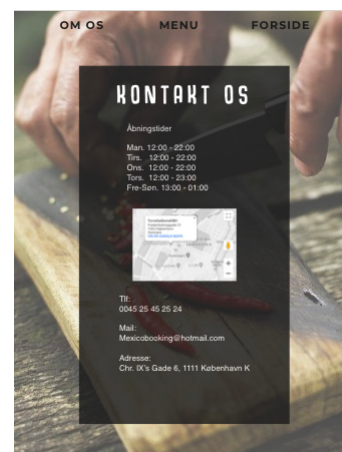 OM OS MENU FORSIDE
KONTAKT OS
Åbningstider
Man. 12:00 - 22:00
Tirs. 12:00 - 22:00
Ons. 12:00 - 22:00
Tors. 12:00 - 23:00
Fre-Søn. 13:00 - 01:00
Tlf:
0045 25 45 25 24
Mail:
Mexicobooking@hotmail.com
Adresse:
Chr. IX's Gade 6, 1111 København K